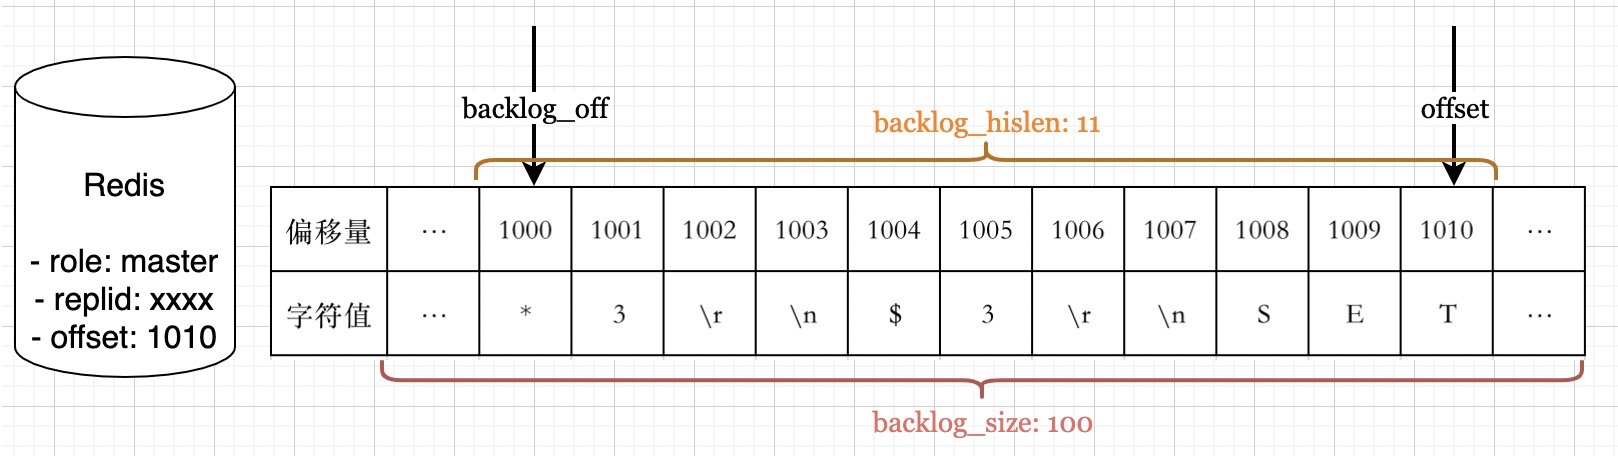 backlog_off
offset
backlog_hislen: 11
Redis
- role: master
- replid: xxxx
- offset: 1010
偏移量 ... 1000 1001 1002 1003 1004 1005 1006 1007 1008 1009 1010 ...
字符值 ... * 3 \r \n $ 3 \r \n S E T ...
backlog_size: 100